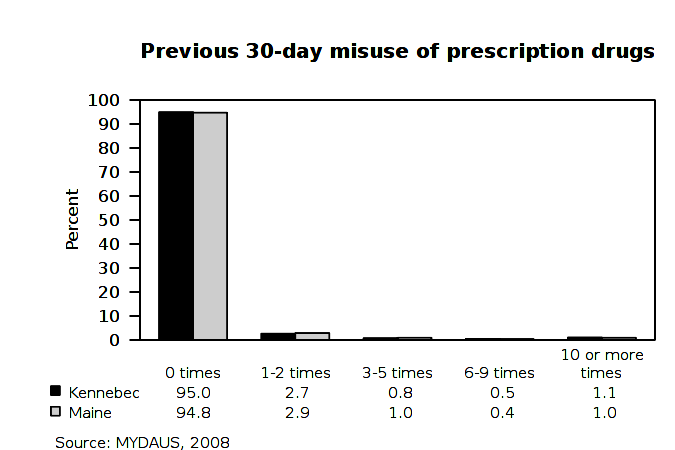 Previous 30-day misuse of prescription drugs
Percent
100
90
80
70
60
50
40
30
20
10
0
0 times 1-2 times 3-5 times 6-9 times 10 or more times
Kennebec 95.0 2.7 0.8 0.5 1.1
Maine 94.8 2.9 1.0 0.4 1.0
Source: MYDAUS, 2008